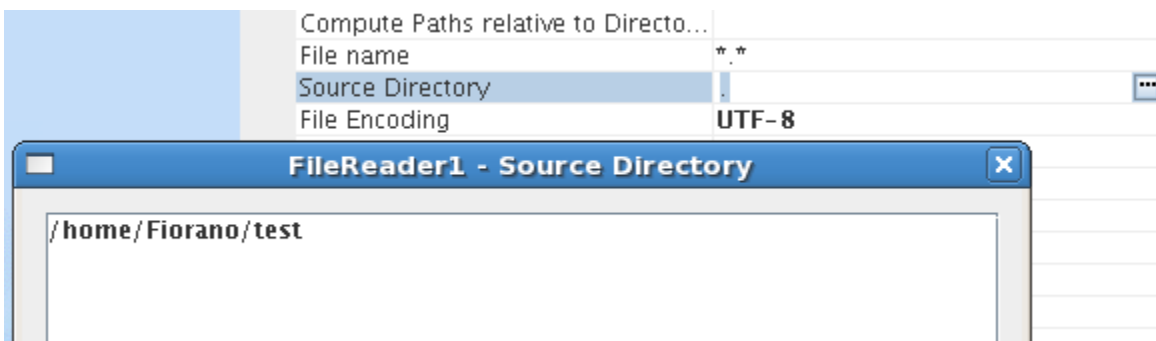 Compute Paths relative to Directo...
File name *.*
Source Directory .
File Encoding UTF-8
FileReader1 - Source Directory
/home/Fiorano/test